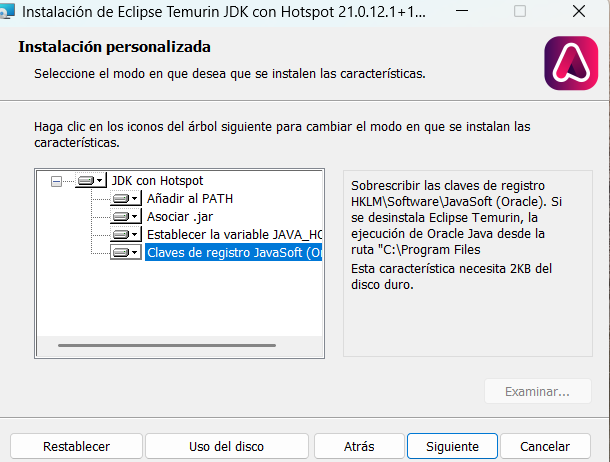 Instalación de Eclipse Temurin JDK con Hotspot 21.0.12.1+1...
Instalación personalizada
Seleccione el modo en que desea que se instalen las características.
Haga clic en los iconos del árbol siguiente para cambiar el modo en que se instalan las
características.
JDK con Hotspot
Añadir al PATH
Asociar .jar
Establecer la variable JAVA_HO
Claves de registro JavaSoft (Or
Sobrescribir las claves de registro
HKLM\Software\JavaSoft (Oracle). Si
se desinstala Eclipse Temurin, la
ejecución de Oracle Java desde la
ruta "C:\Program Files
Esta característica necesita 2KB del
disco duro.
Examinar...
Restablecer
Uso del disco
Atrás
Siguiente
Cancelar